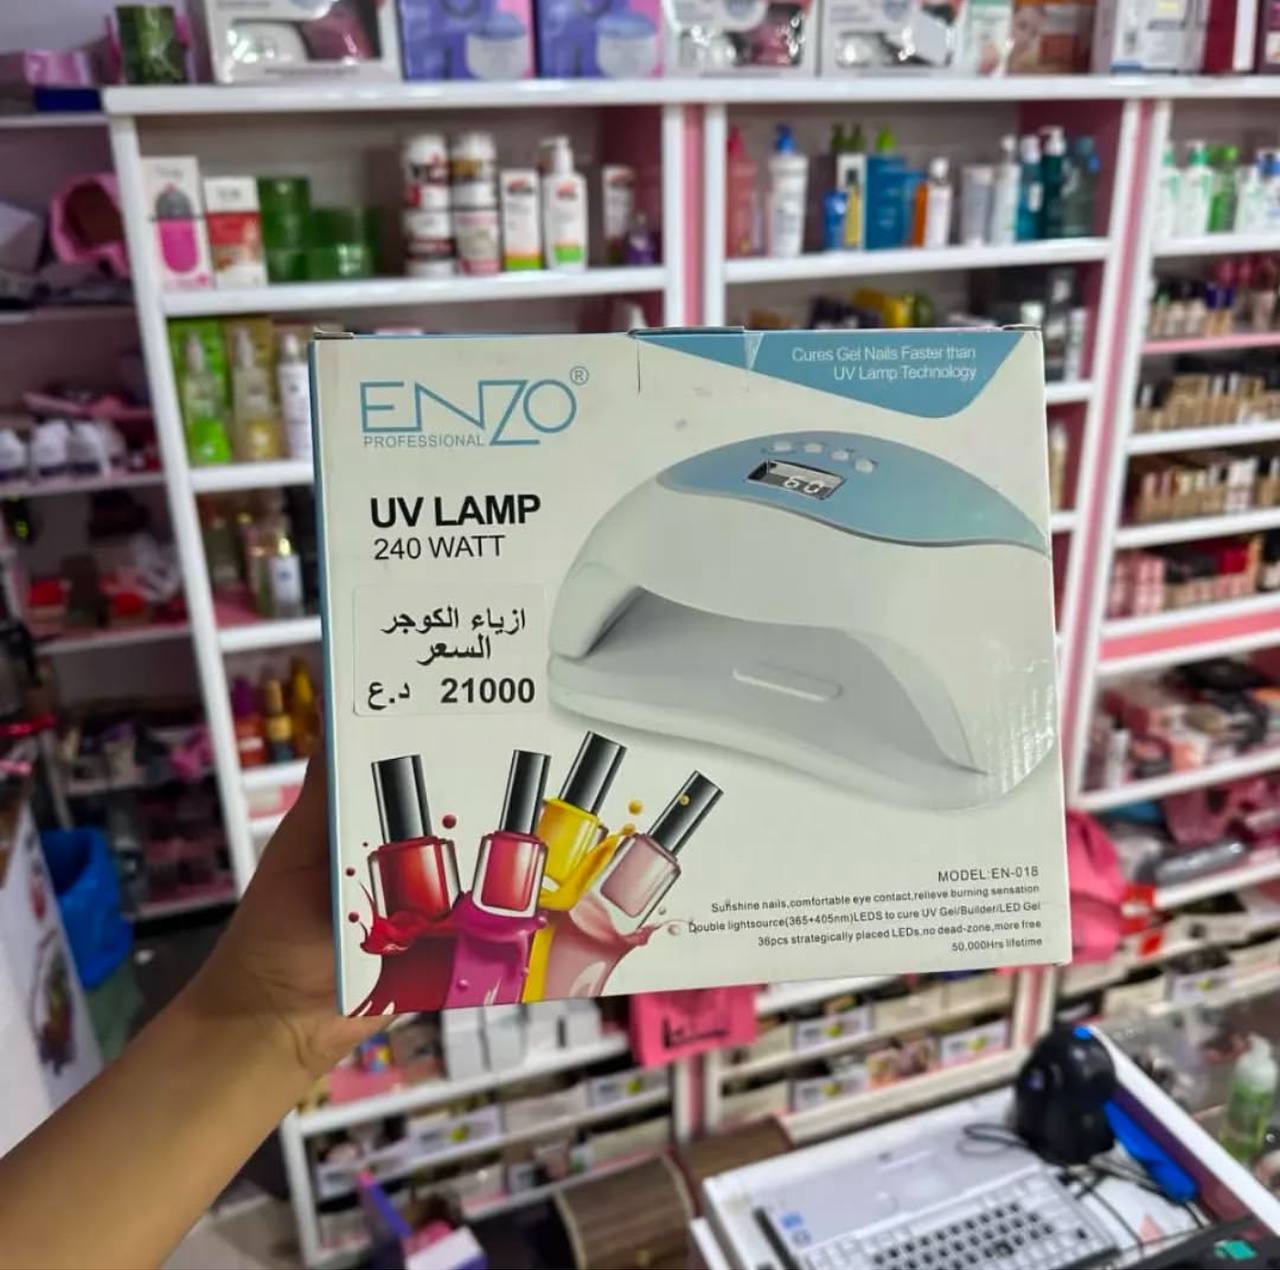 ENZO®
PROFESSIONAL
Cures Gel Nails Faster than
UV Lamp Technology
60
UV LAMP
240 WATT
ازياء الكوجر
السعر
21000 د.ع
MODEL:EN-018
Sunshine nails,comfortable eye contact,relieve burning sensation
Double lightsource(365+405nm)LEDS to cure UV Gel/Builder/LED Gel
36pcs strategically placed LEDs,no dead-zone,more free
50,000Hrs lifetime